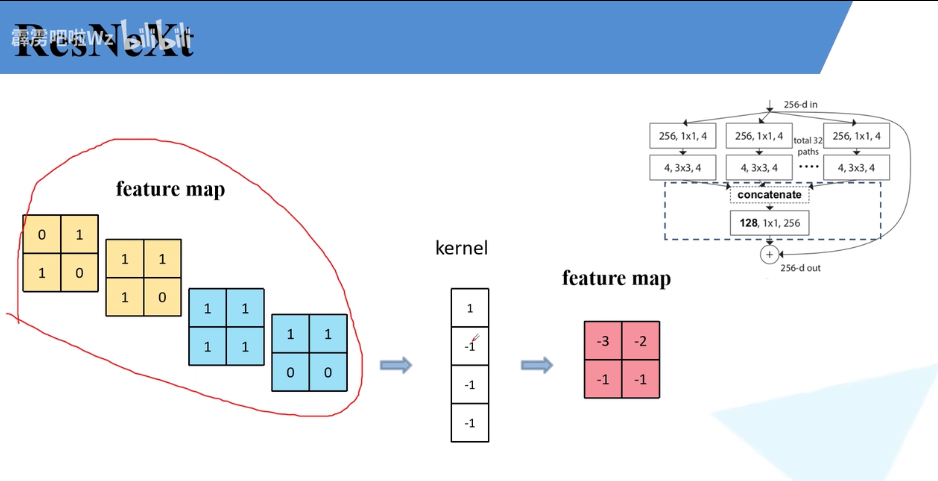 ResNeXt
霹雳吧啦Wz bilibili
256-d in
256, 1x1, 4
256, 1x1, 4
total 32 paths
256, 1x1, 4
4, 3x3, 4
4, 3x3, 4
....
4, 3x3, 4
concatenate
128, 1x1, 256
+
256-d out
feature map
0 1
1 0
1 1
1 0
1 1
1 1
1 1
0 0
kernel
1
-1
-1
-1
feature map
-3 -2
-1 -1